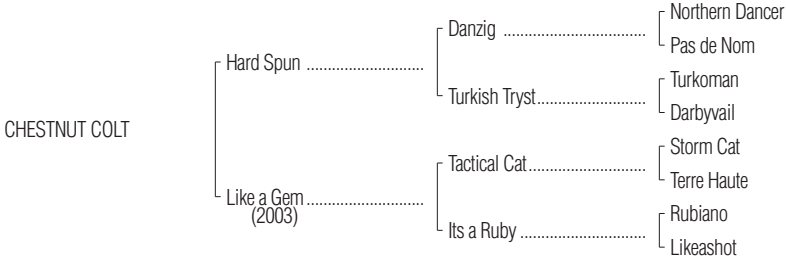 Northern Dancer
Danzig ..................................
Pas de Nom
Hard Spun ............................
Turkoman
Turkish Tryst..........................
Darbyvail
CHESTNUT COLT
Storm Cat
Tactical Cat............................
Terre Haute
Like a Gem............................
(2003)
Rubiano
Its a Ruby ..............................
Likeashot